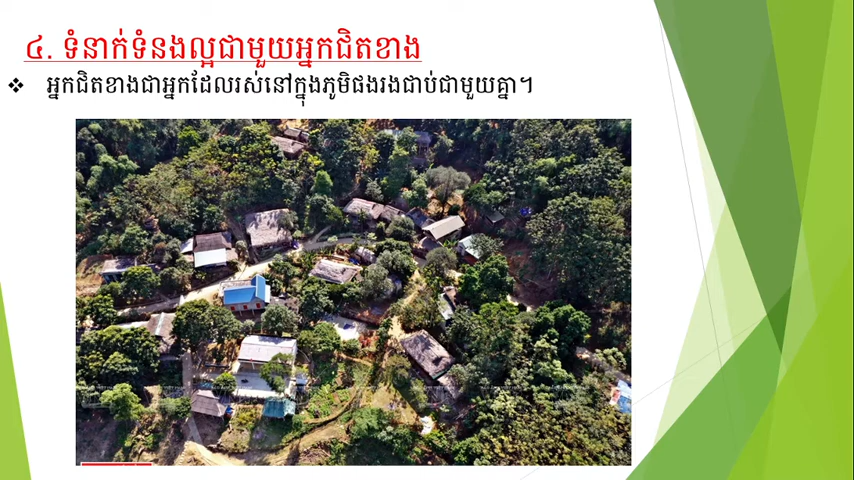 ៤. ទំនាក់ទំនងល្អជាមួយអ្នកជិតខាង
❖ អ្នកជិតខាងជាអ្នកដែលរស់នៅក្នុងភូមិផងរងជាប់ជាមួយគ្នា។